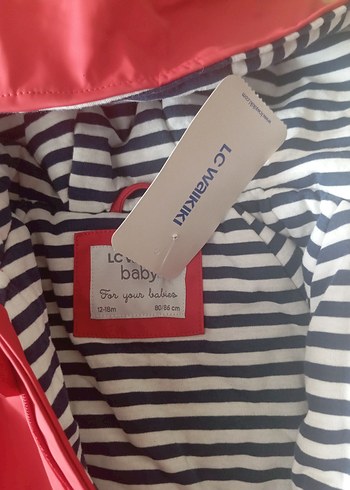 LC WAIKIKI
LC W
baby
For your babies
12-18m 80/86 cm